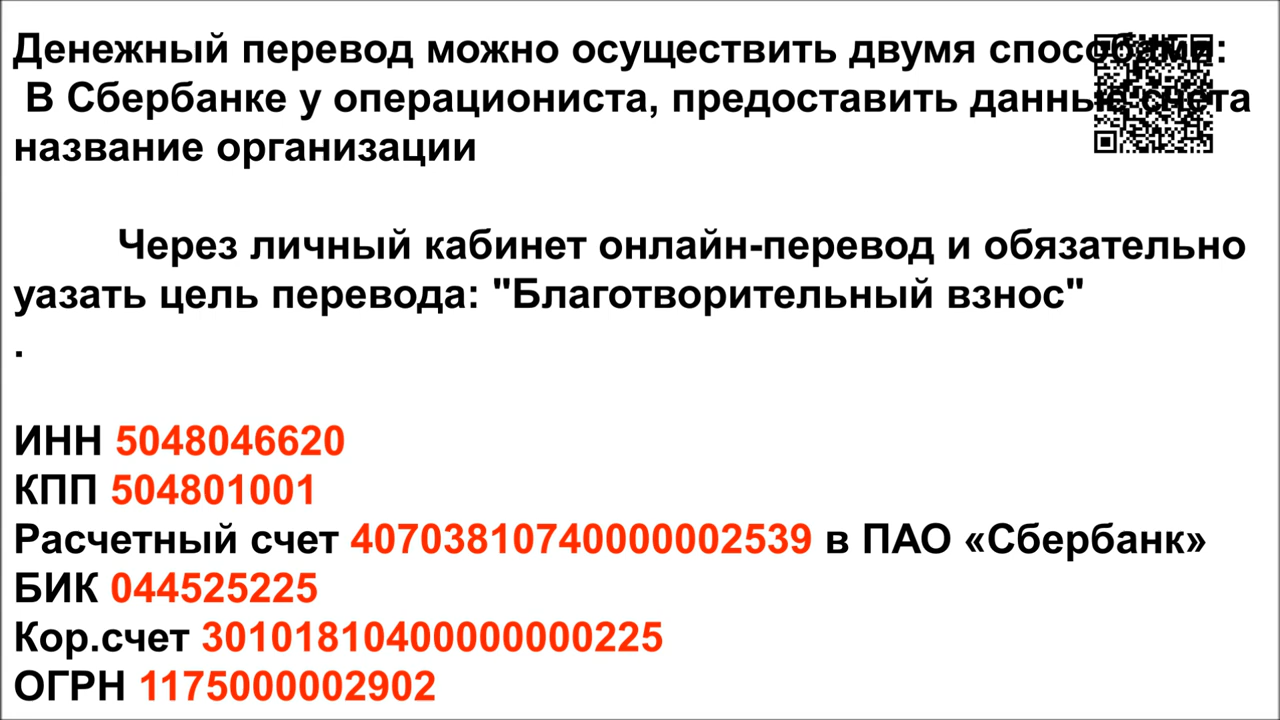 Денежный перевод можно осуществить двумя способами:
В Сбербанке у операциониста, предоставить данные счета
название организации
Через личный кабинет онлайн-перевод и обязательно
уазать цель перевода: "Благотворительный взнос"
.
ИНН 5048046620
КПП 504801001
Расчетный счет 40703810740000002539 в ПАО «Сбербанк»
БИК 044525225
Кор.счет 30101810400000000225
ОГРН 1175000002902